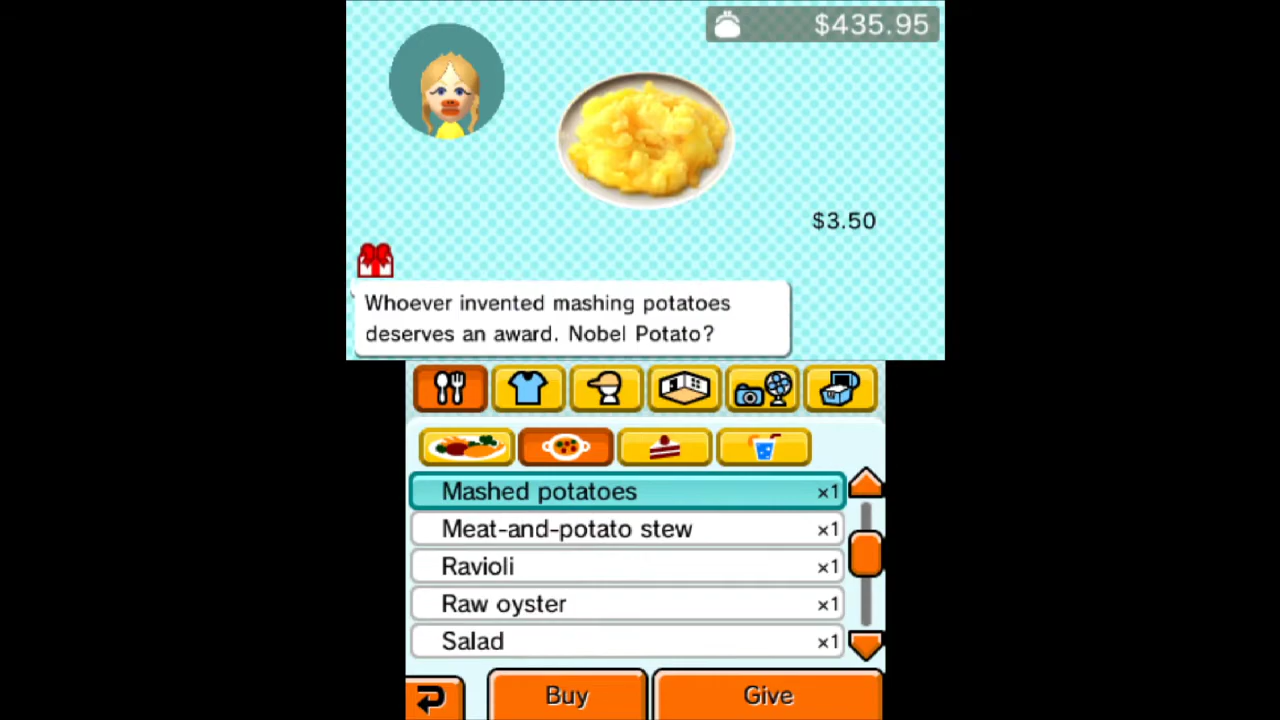 $435.95
$3.50
Whoever invented mashing potatoes
deserves an award. Nobel Potato?
Mashed potatoes ×1
Meat-and-potato stew ×1
Ravioli ×1
Raw oyster ×1
Salad ×1
Buy
Give